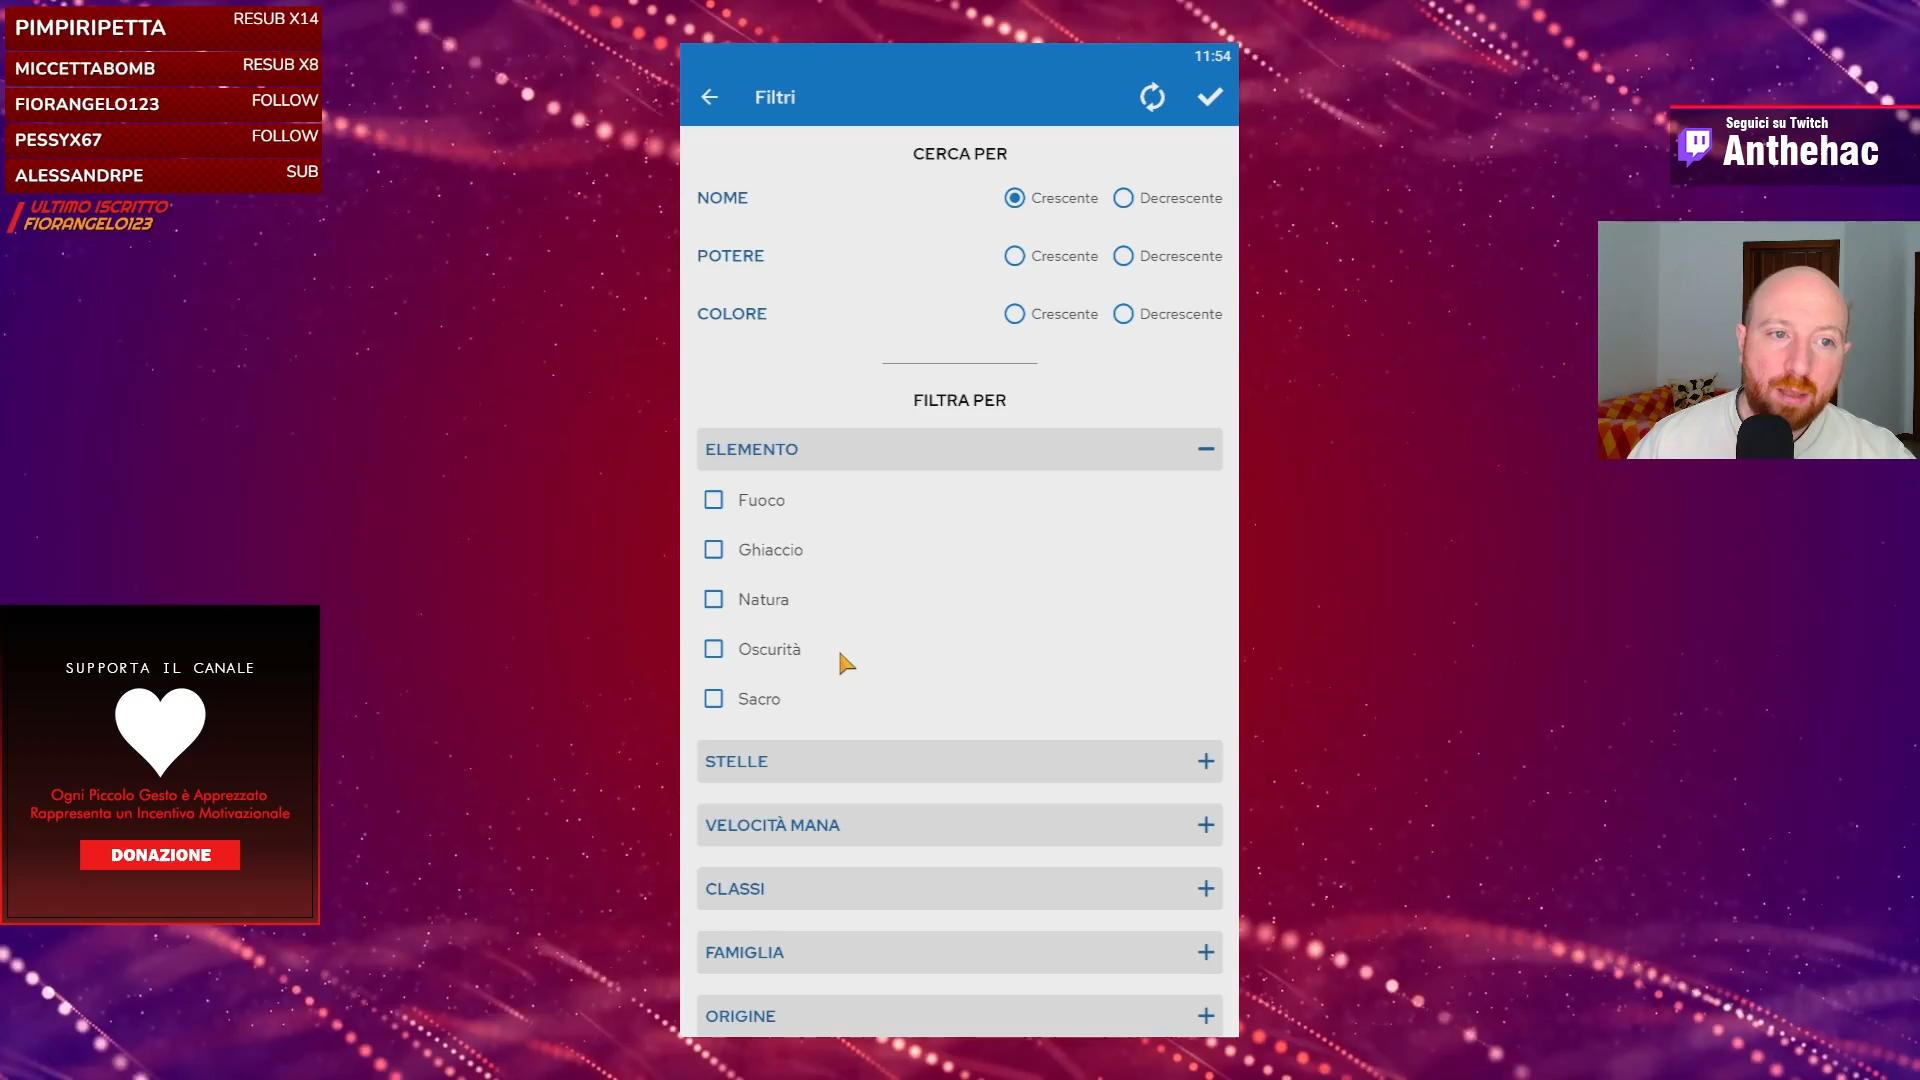 PIMPIRIPETTA RESUB X14
MICCETTABOMB RESUB X8
FIORANGELO123 FOLLOW
PESSYX67 FOLLOW
ALESSANDRPE SUB
ULTIMO ISCRITTO
FIORANGELO123
SUPPORTA IL CANALE
Ogni Piccolo Gesto è Apprezzato
Rappresenta un Incentivo Motivazionale
DONAZIONE
11:54
Filtri
CERCA PER
NOME Crescente Decrescente
POTERE Crescente Decrescente
COLORE Crescente Decrescente
FILTRA PER
ELEMENTO
Fuoco
Ghiaccio
Natura
Oscurità
Sacro
STELLE
VELOCITÀ MANA
CLASSI
FAMIGLIA
ORIGINE
Seguici su Twitch
Anthehac